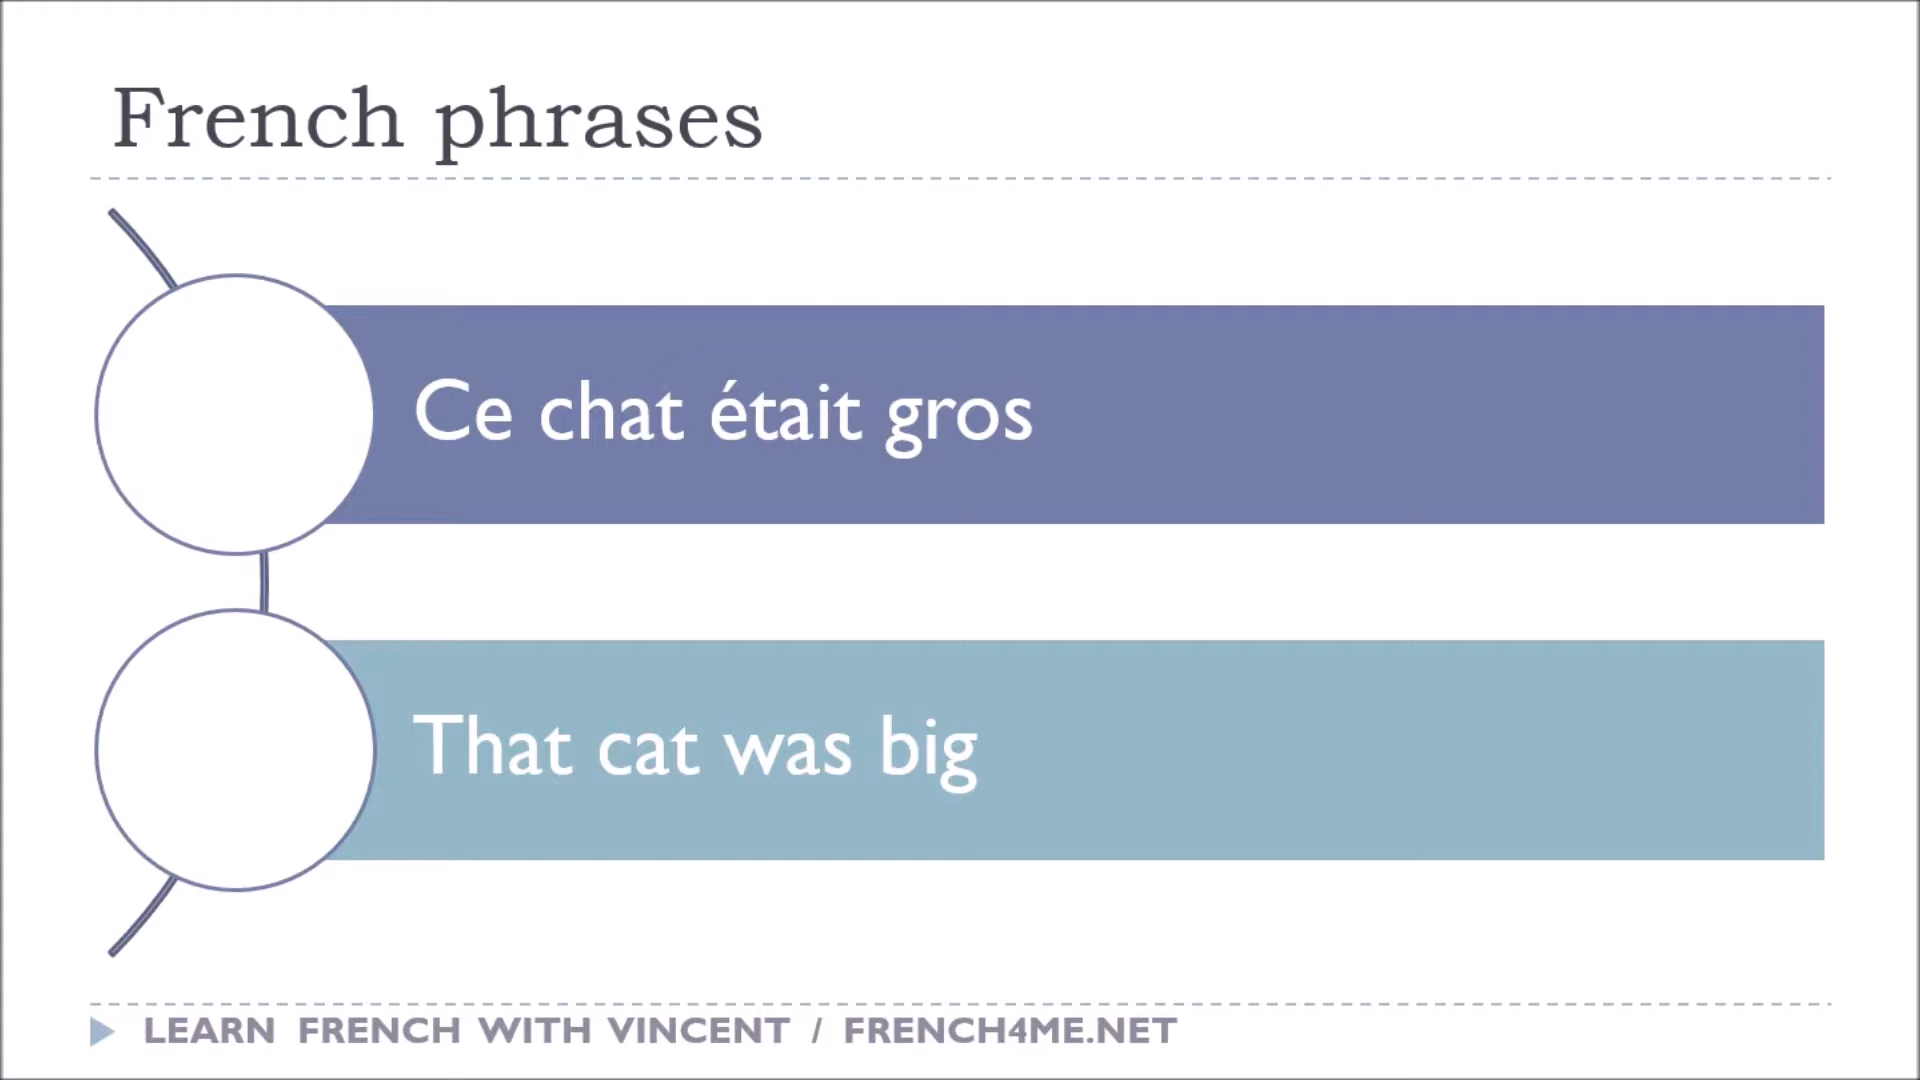 French phrases
Ce chat était gros
That cat was big
LEARN FRENCH WITH VINCENT / FRENCH4ME.NET